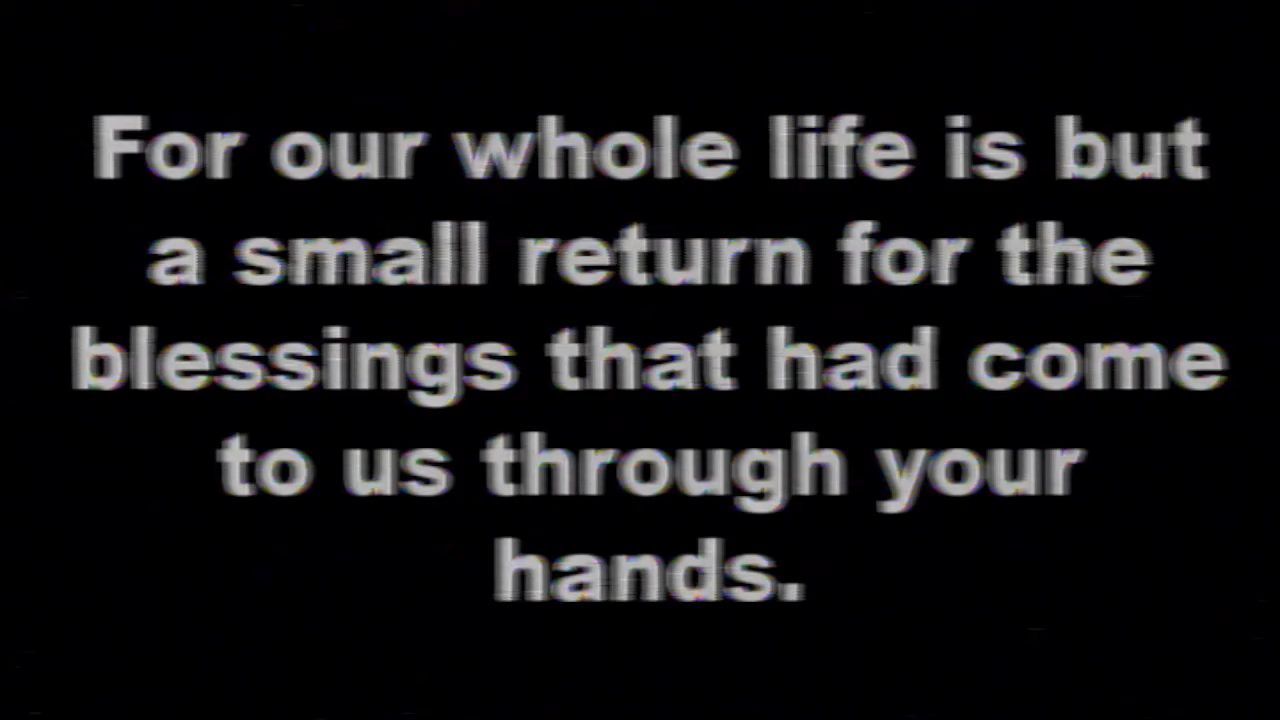 For our whole life is but
a small return for the
blessings that had come
to us through your
hands.